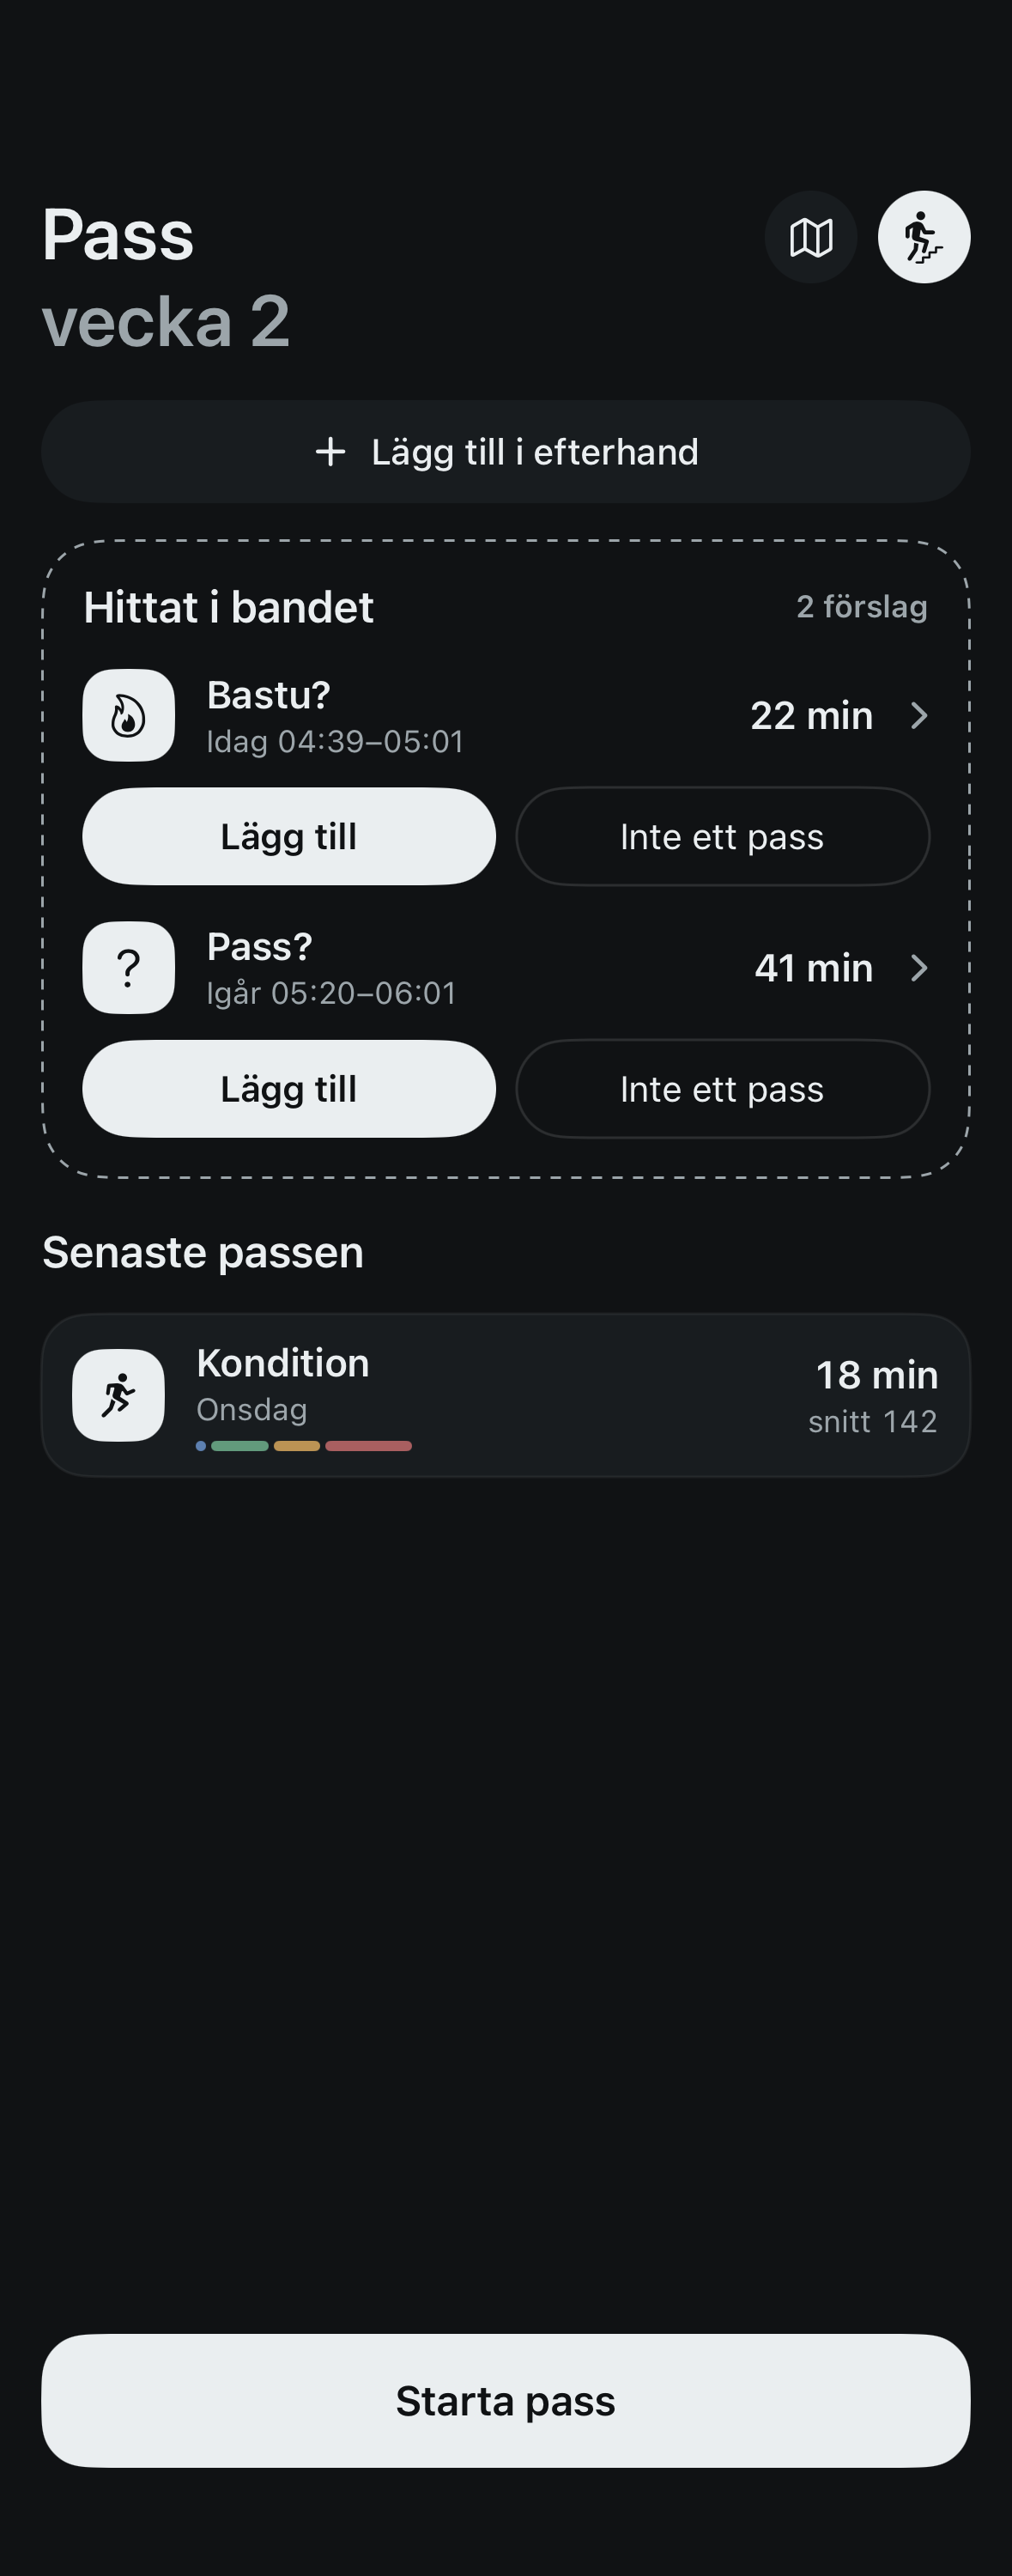 Pass
vecka 2
+ Lägg till i efterhand
Hittat i bandet
2 förslag
Bastu?
22 min
Idag 04:39–05:01
Lägg till
Inte ett pass
?
Pass?
41 min
Igår 05:20–06:01
Lägg till
Inte ett pass
Senaste passen
Kondition
18 min
Onsdag
snitt 142
Starta pass